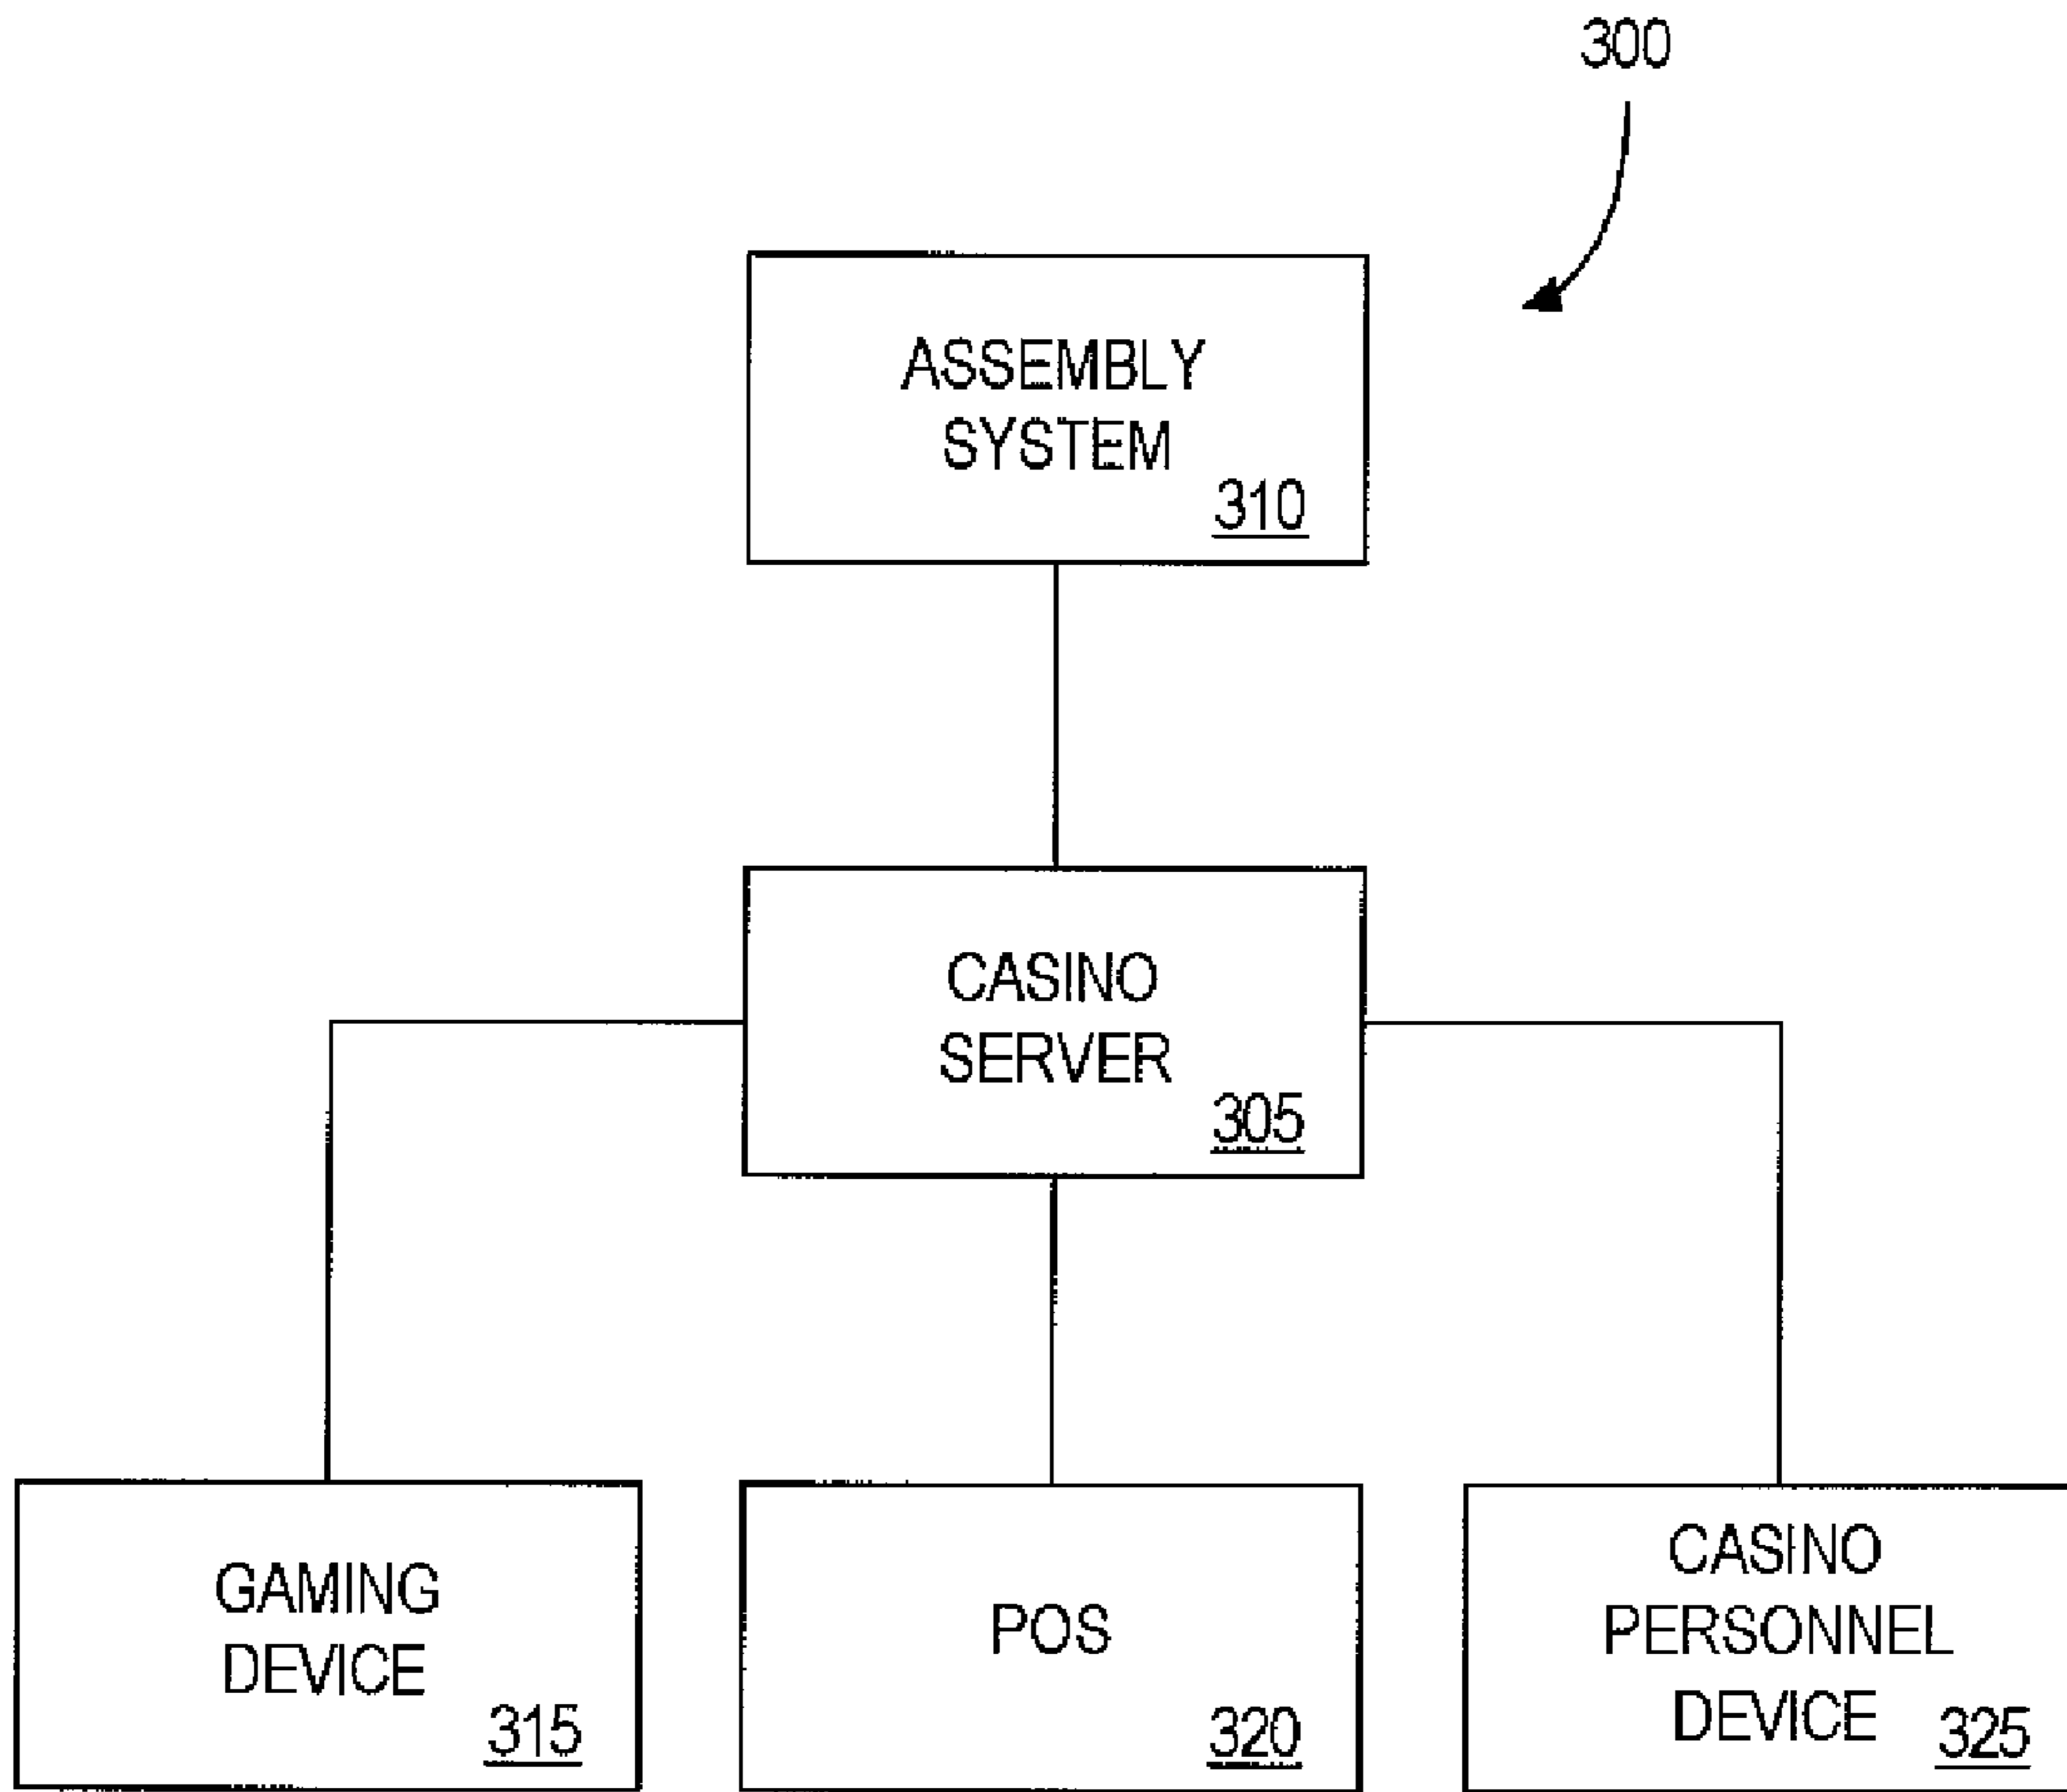 300
ASSEMBLY
SYSTEM
310
CASINO
SERVER
305
GAMING
DEVICE
315
POS
320
CASINO
PERSONNEL
DEVICE
325